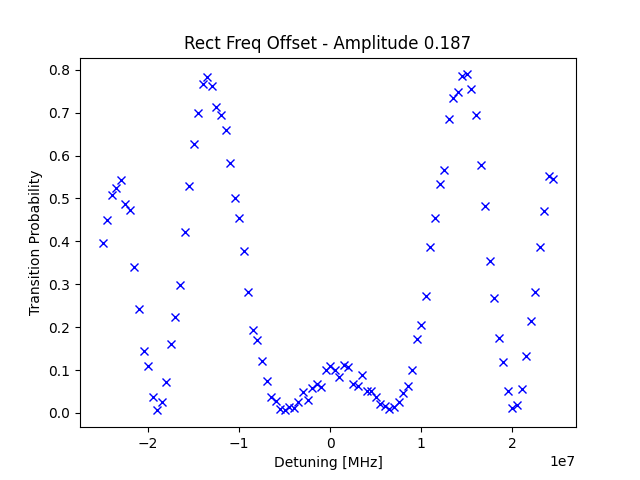 Rect Freq Offset - Amplitude 0.187
Transition Probability
0.8
0.7
0.6
0.5
0.4
0.3
0.2
0.1
0.0
−2 −1 0 1 2
1e7
Detuning [MHz]